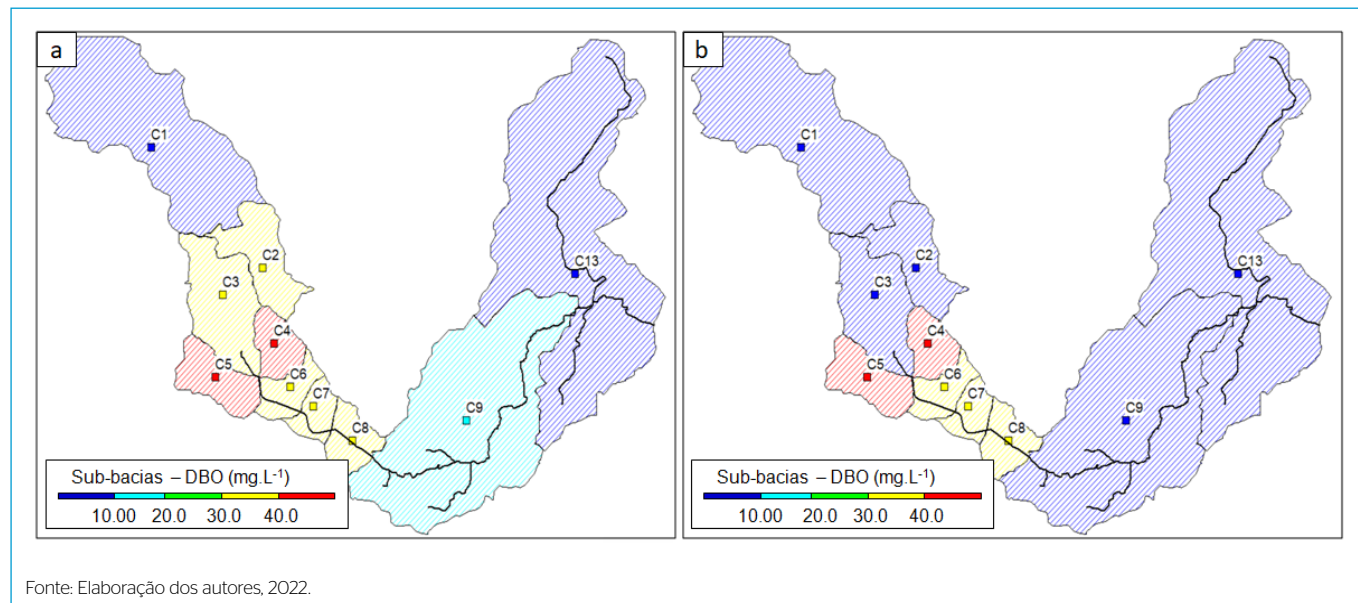 a
C1
C2
C3
C4
C5
C6
C7
C8
C9
C13
Sub-bacias – DBO (mg.L-1)
10.00 20.0 30.0 40.0
b
C1
C2
C3
C4
C5
C6
C7
C8
C9
C13
Sub-bacias – DBO (mg.L-1)
10.00 20.0 30.0 40.0
Fonte: Elaboração dos autores, 2022.